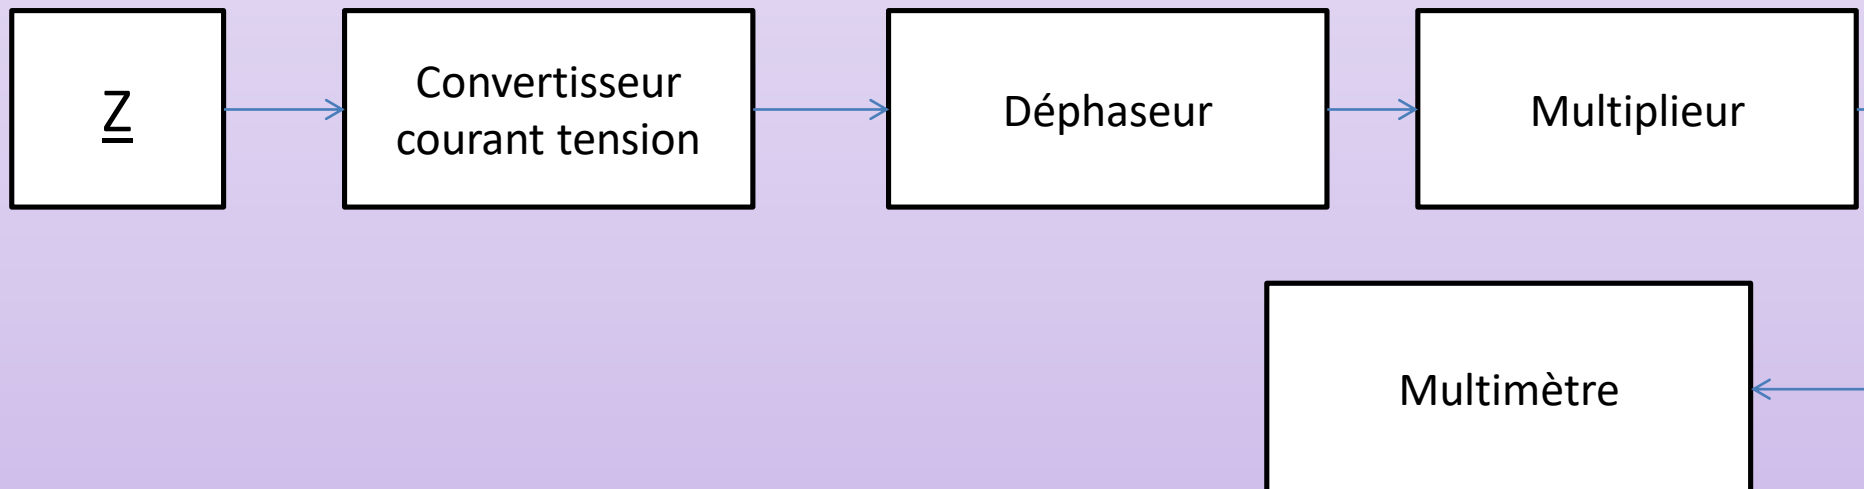 Z
Convertisseur
courant tension
Déphaseur
Multiplieur
Multimètre